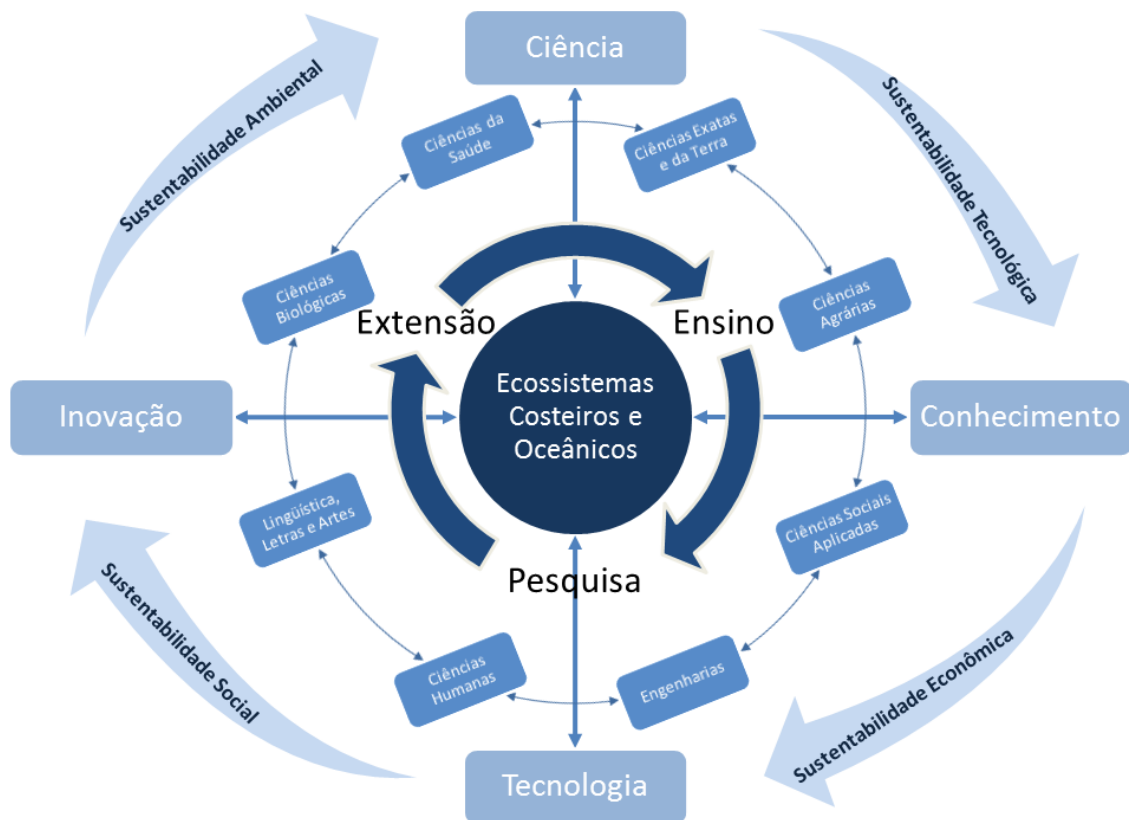 Ciência
Sustentabilidade Ambiental
Sustentabilidade Tecnológica
Ciências da
Saúde
Ciências Exatas
e da Terra
Ciências
Biológicas
Ciências
Agrárias
Extensão
Ensino
Inovação
Ecossistemas
Costeiros e
Oceânicos
Conhecimento
Lingüística,
Letras e Artes
Ciências Sociais
Aplicadas
Pesquisa
Ciências
Humanas
Engenharias
Sustentabilidade Social
Sustentabilidade Econômica
Tecnologia